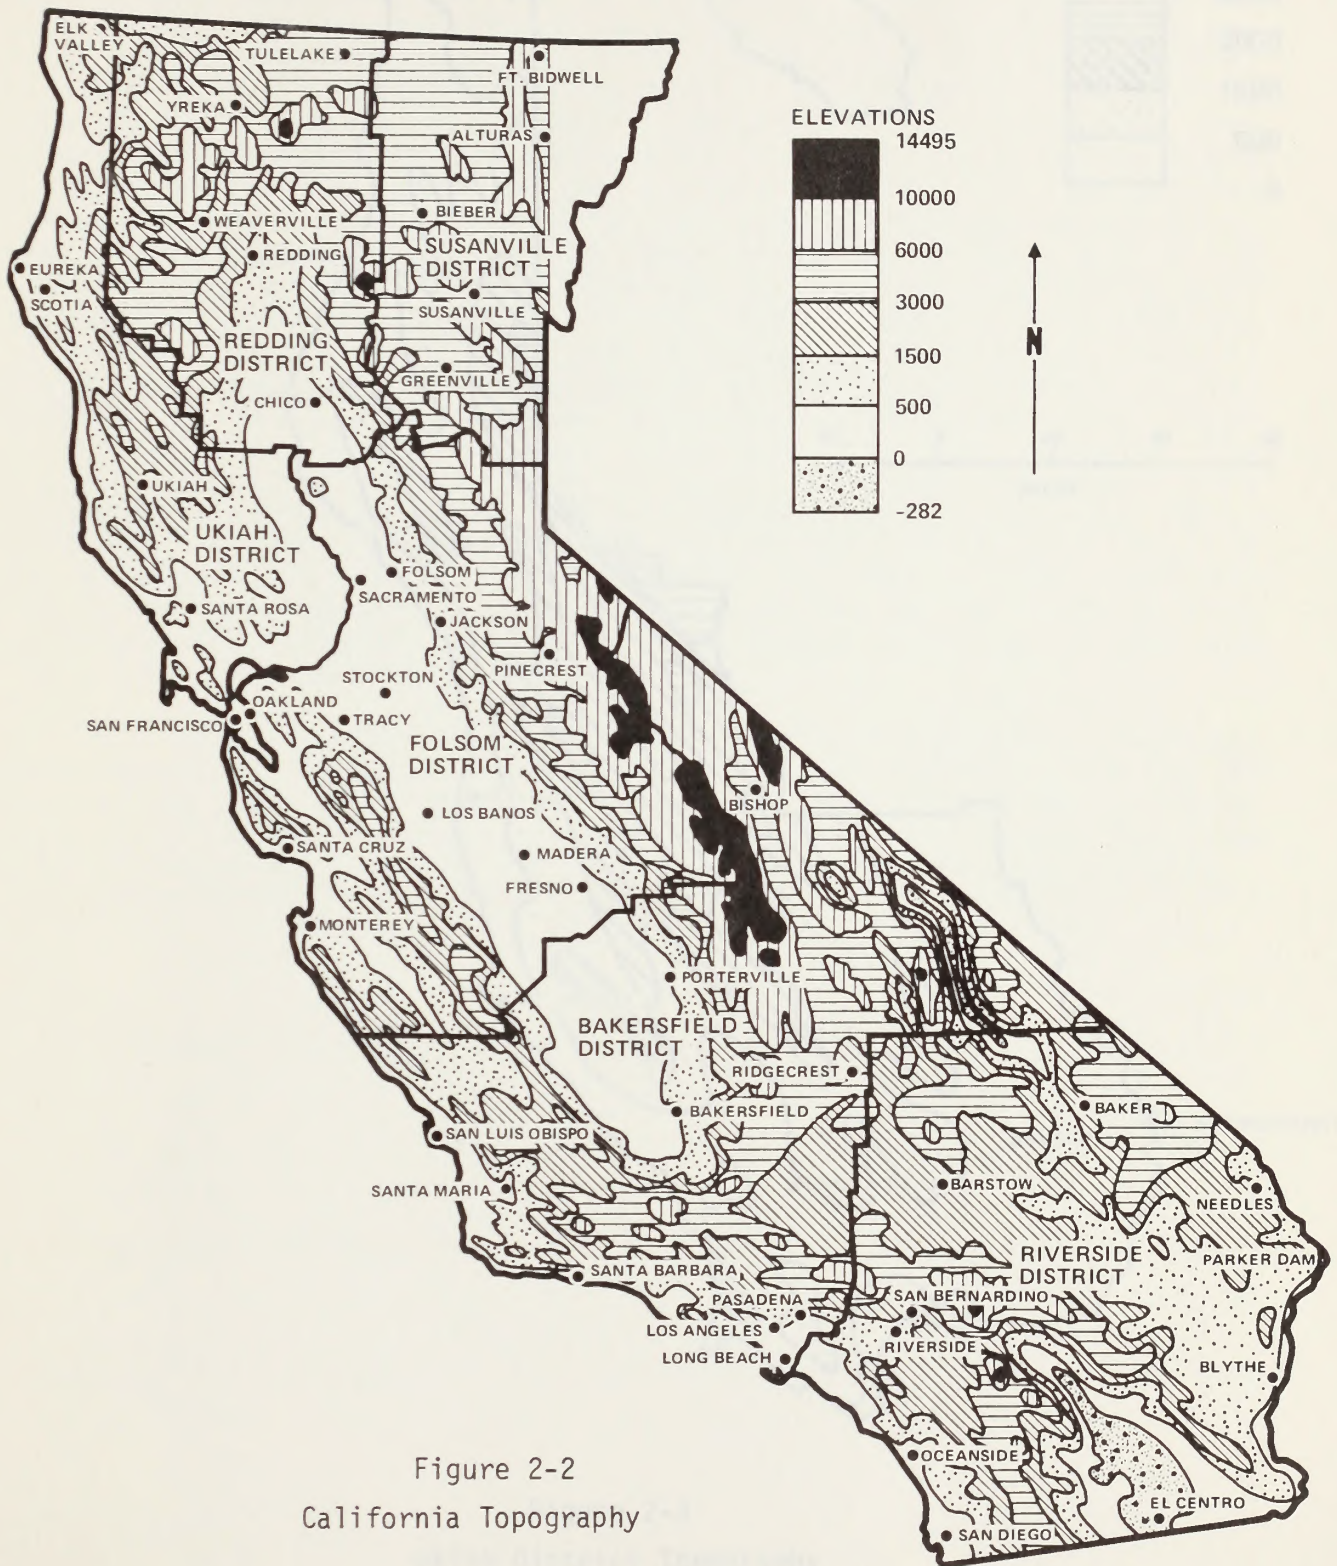 ELK
VALLEY
TULELAKE
FT. BIDWELL
YREKA
ALTURAS
WEAVERVILLE
BIEBER
REDDING
SUSANVILLE
DISTRICT
EUREKA
SCOTIA
SUSANVILLE
REDDING
DISTRICT
GREENVILLE
CHICO
UKIAH
UKIAH
DISTRICT
FOLSOM
SACRAMENTO
SANTA ROSA
JACKSON
PINECREST
STOCKTON
OAKLAND
SAN FRANCISCO
TRACY
FOLSOM
DISTRICT
BISHOP
LOS BANOS
SANTA CRUZ
MADERA
FRESNO
MONTEREY
PORTERVILLE
BAKERSFIELD
DISTRICT
RIDGECREST
BAKERSFIELD
BAKER
SAN LUIS OBISPO
SANTA MARIA
BARSTOW
NEEDLES
RIVERSIDE
DISTRICT
PARKER DAM
SANTA BARBARA
PASADENA
SAN BERNARDINO
LOS ANGELES
RIVERSIDE
LONG BEACH
BLYTHE
OCEANSIDE
EL CENTRO
SAN DIEGO
ELEVATIONS
14495
10000
6000
3000
1500
500
0
-282
N
Figure 2-2
California Topography